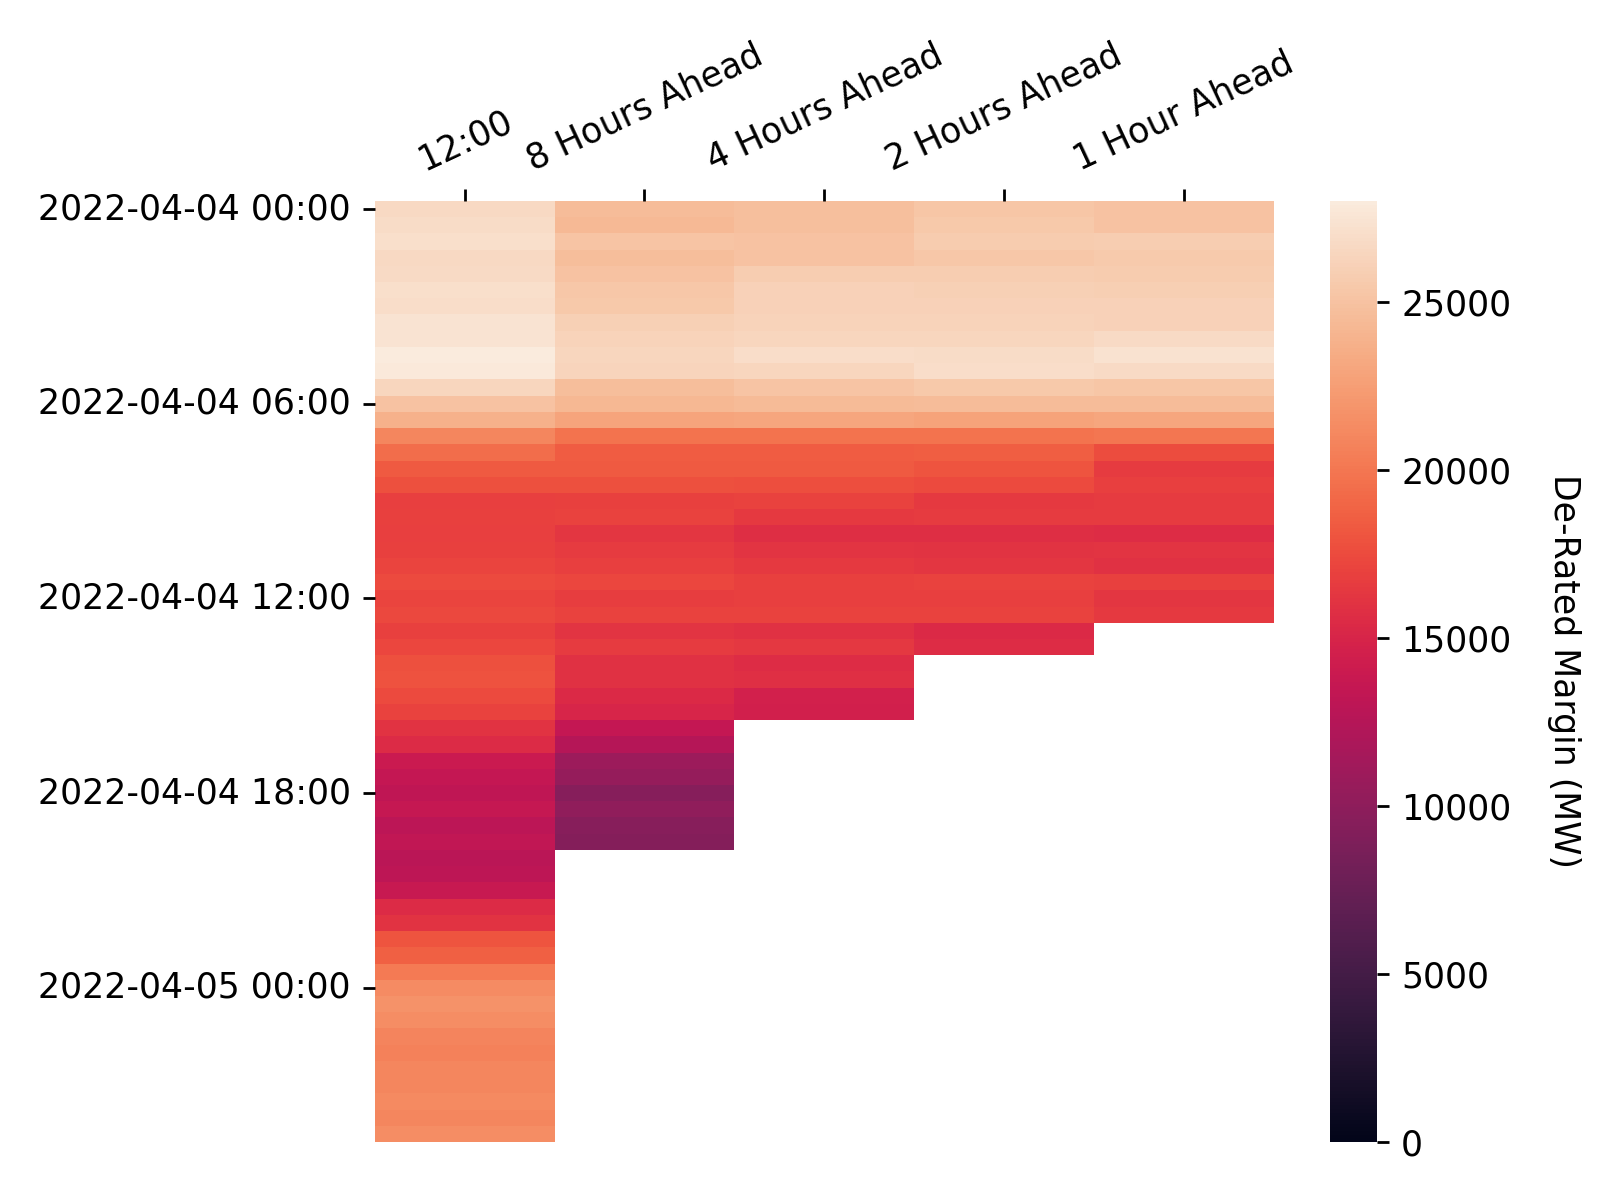 12:00
8 Hours Ahead
4 Hours Ahead
2 Hours Ahead
1 Hour Ahead
2022-04-04 00:00
2022-04-04 06:00
2022-04-04 12:00
2022-04-04 18:00
2022-04-05 00:00
25000
20000
15000
10000
5000
0
De-Rated Margin (MW)